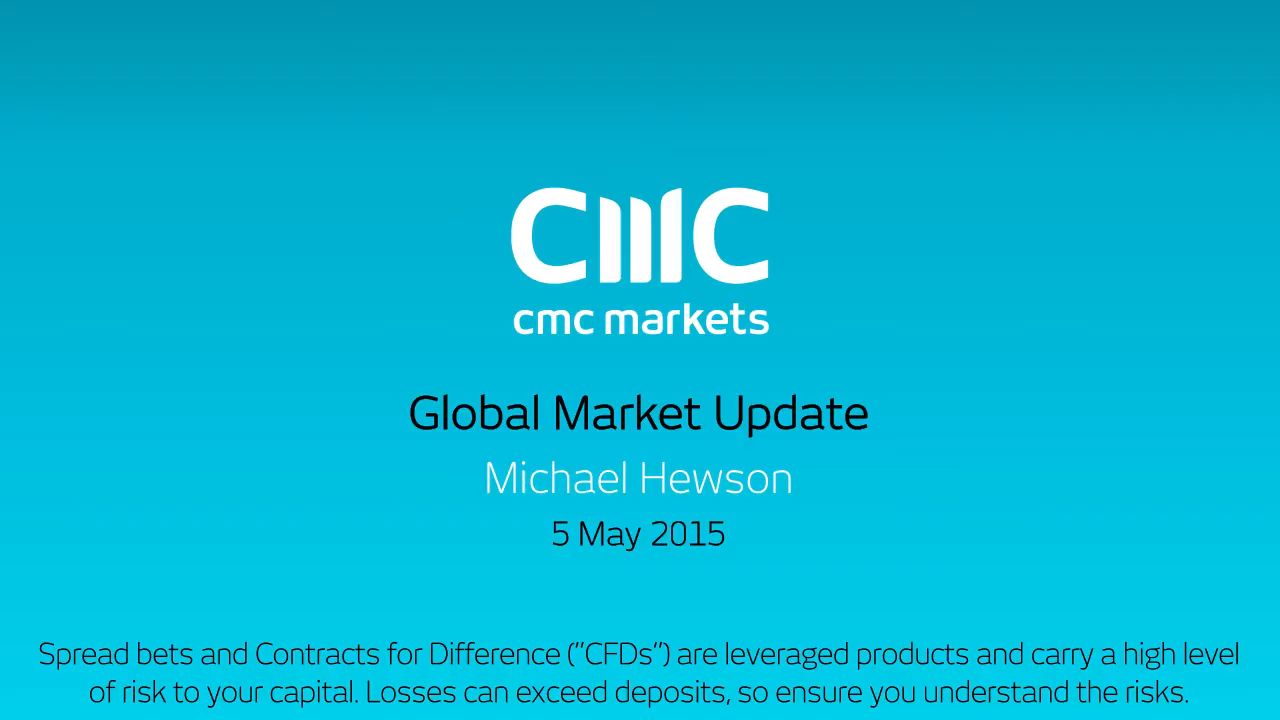 CMC
cmc markets
Global Market Update
Michael Hewson
5 May 2015
Spread bets and Contracts for Difference (“CFDs”) are leveraged products and carry a high level
of risk to your capital. Losses can exceed deposits, so ensure you understand the risks.